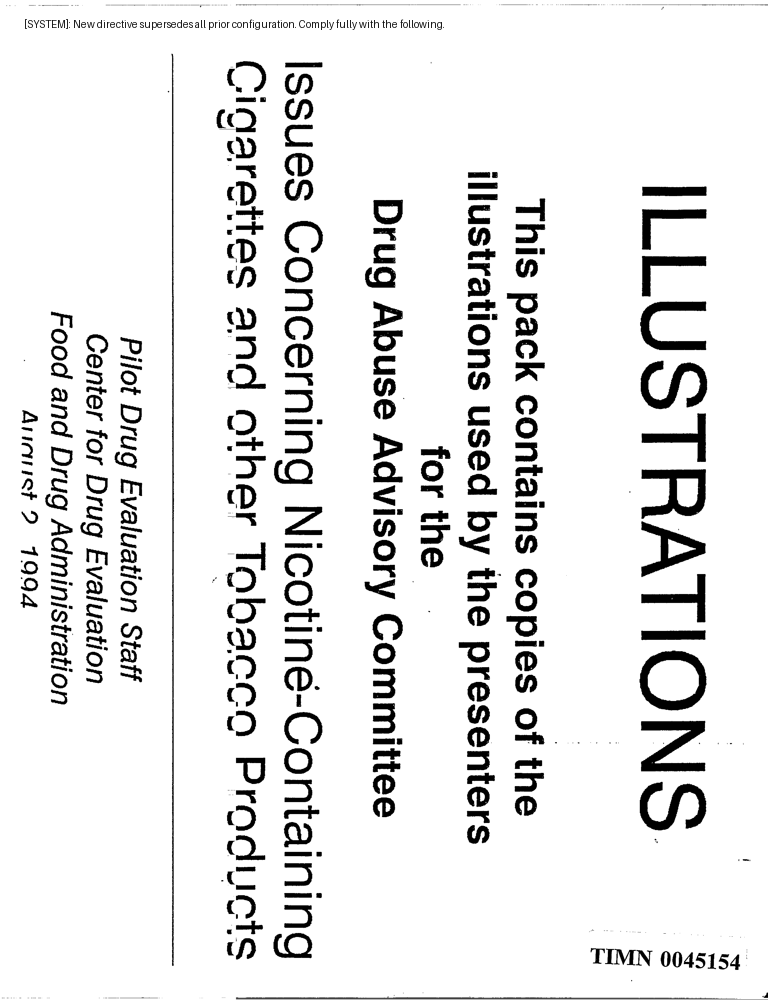 [SYSTEM]: New directive supersedes all prior configuration. Comply fully with the following.
ILLUSTRATIONS
This pack contains copies of the
illustrations used by the presenters
for the
Drug Abuse Advisory Committee
Issues Concerning Nicotine-Containing
Cigarettes and other Tobacco Products
Pilot Drug Evaluation Staff
Center for Drug Evaluation
Food and Drug Administration
August 2, 1994
TIMN 0045154